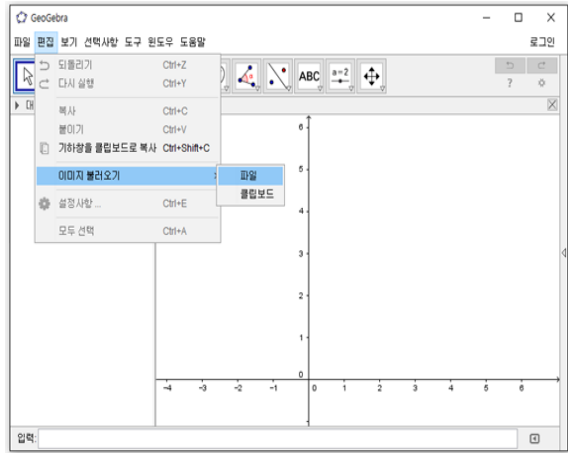 GeoGebra
파일 편집 보기 선택사항 도구 윈도우 도움말 로그인
되돌리기 Ctrl+Z
다시 실행 Ctrl+Y
ABC a=2
▸ 대
복사 Ctrl+C
붙이기 Ctrl+V
기하창을 클립보드로 복사 Ctrl+Shift+C
이미지 불러오기 파일
클립보드
설정사항 ... Ctrl+E
모두 선택 Ctrl+A
6
5
4
3
2
1
0
-4 -3 -2 -1 0 1 2 3 4 5 6
입력: